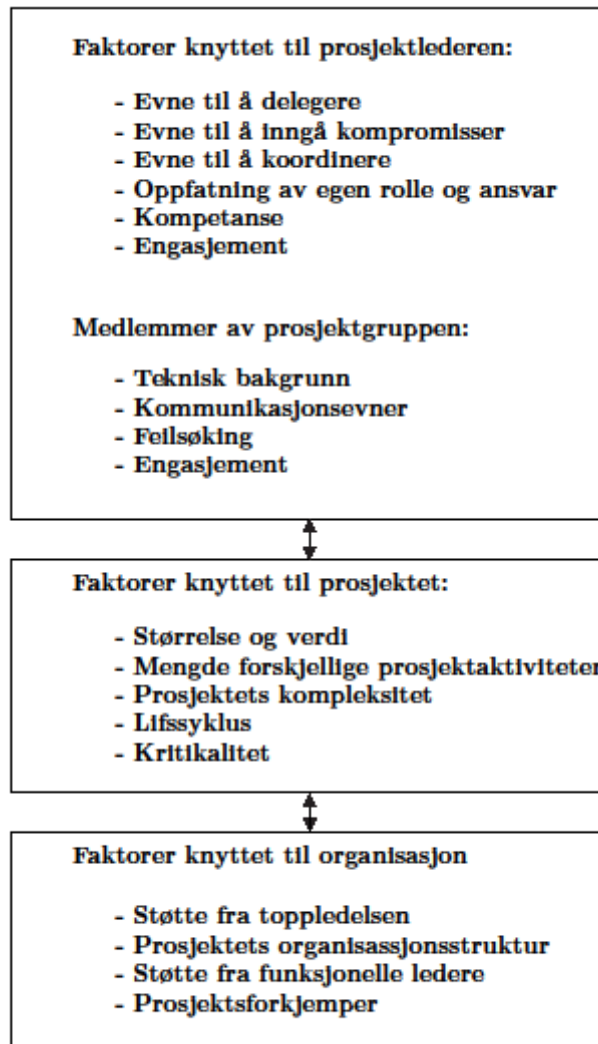 Faktorer knyttet til prosjektlederen:
- Evne til å delegere
- Evne til å inngå kompromisser
- Evne til å koordinere
- Oppfatning av egen rolle og ansvar
- Kompetanse
- Engasjement
Medlemmer av prosjektgruppen:
- Teknisk bakgrunn
- Kommunikasjonsevner
- Feilsøking
- Engasjement
Faktorer knyttet til prosjektet:
- Størrelse og verdi
- Mengde forskjellige prosjektaktiviteter
- Prosjektets kompleksitet
- Lifssyklus
- Kritikalitet
Faktorer knyttet til organisasjon
- Støtte fra toppledelsen
- Prosjektets organisassjonsstruktur
- Støtte fra funksjonelle ledere
- Prosjektsforkjemper